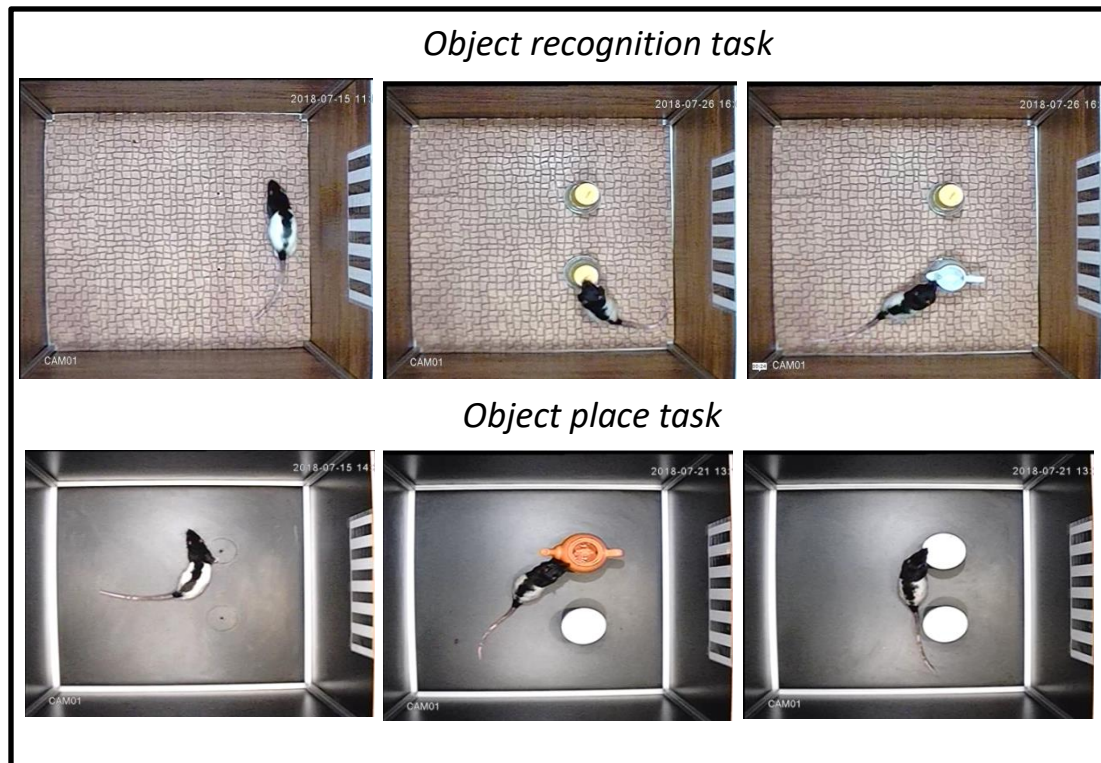 Object recognition task
2018-07-15 11:
2018-07-26 16:
2018-07-26 16:
CAM01
CAM01
CAM01
Object place task
2018-07-15 14:
2018-07-21 13:
2018-07-21 13:
CAM01
CAM01
CAM01